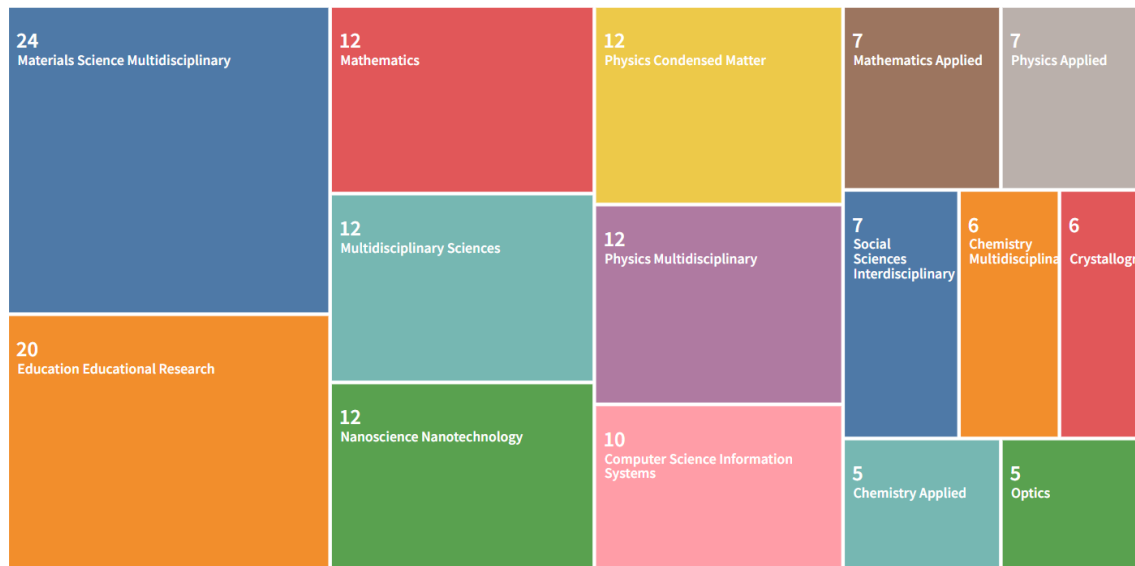 24
Materials Science Multidisciplinary
20
Education Educational Research
12
Mathematics
12
Multidisciplinary Sciences
12
Nanoscience Nanotechnology
12
Physics Condensed Matter
12
Physics Multidisciplinary
10
Computer Science Information
Systems
7
Mathematics Applied
7
Physics Applied
7
Social
Sciences
Interdisciplinary
6
Chemistry
Multidisciplina
6
Crystallogr
5
Chemistry Applied
5
Optics